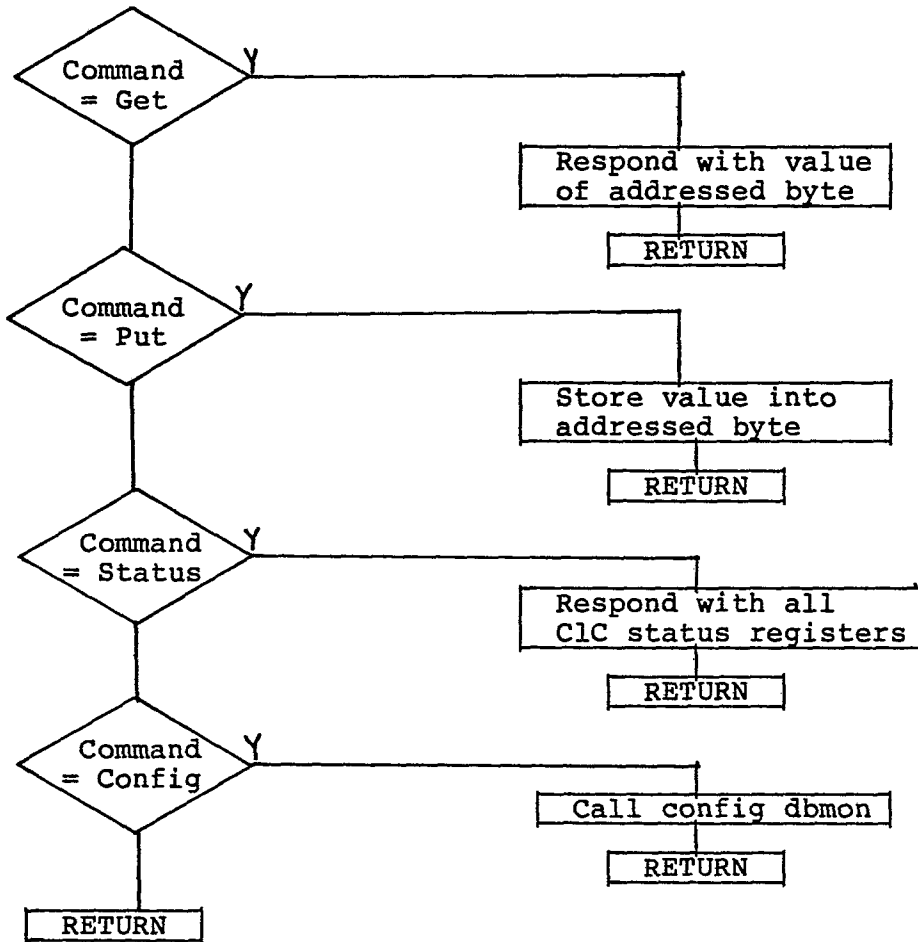 Command
= Get
Y
Respond with value
of addressed byte
RETURN
Command
= Put
Y
Store value into
addressed byte
RETURN
Command
= Status
Y
Respond with all
ClC status registers
RETURN
Command
= Config
Y
Call config dbmon
RETURN
RETURN